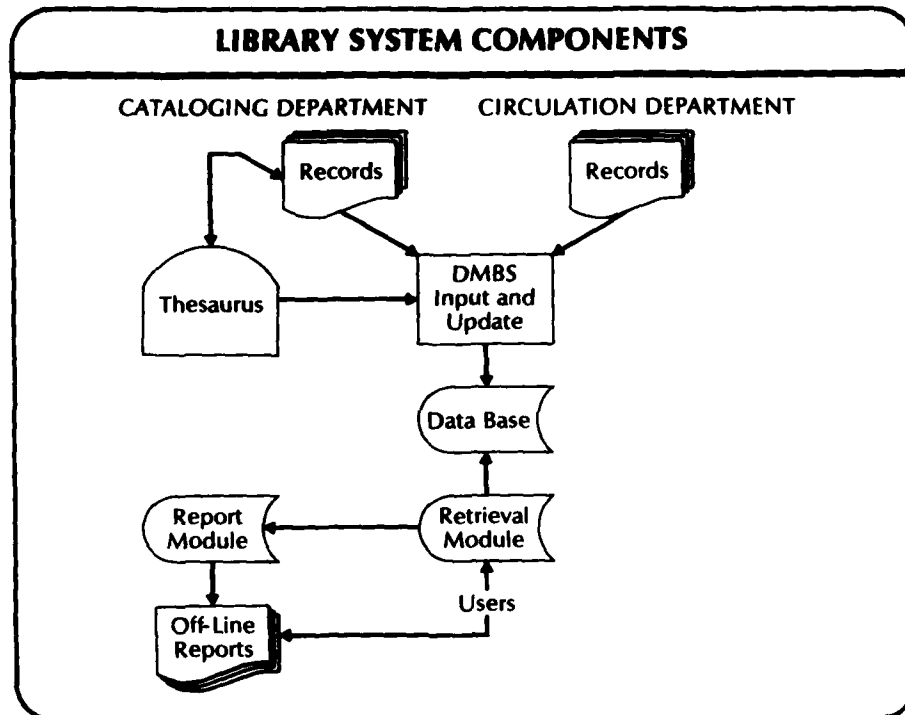 LIBRARY SYSTEM COMPONENTS
CATALOGING DEPARTMENT
CIRCULATION DEPARTMENT
Records
Records
Thesaurus
DMBS
Input and
Update
Data Base
Report
Module
Retrieval
Module
Users
Off-Line
Reports